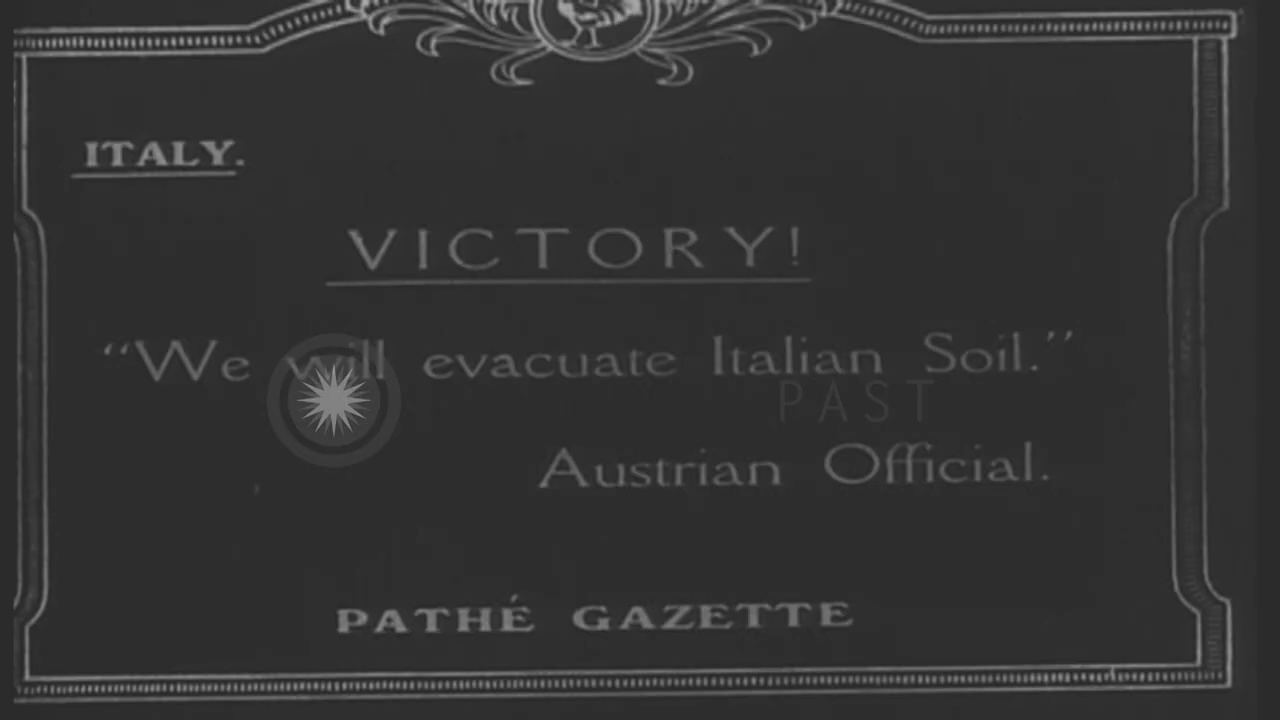 ITALY.
VICTORY!
“We will evacuate Italian Soil.”
PAST
Austrian Official.
PATHÉ GAZETTE